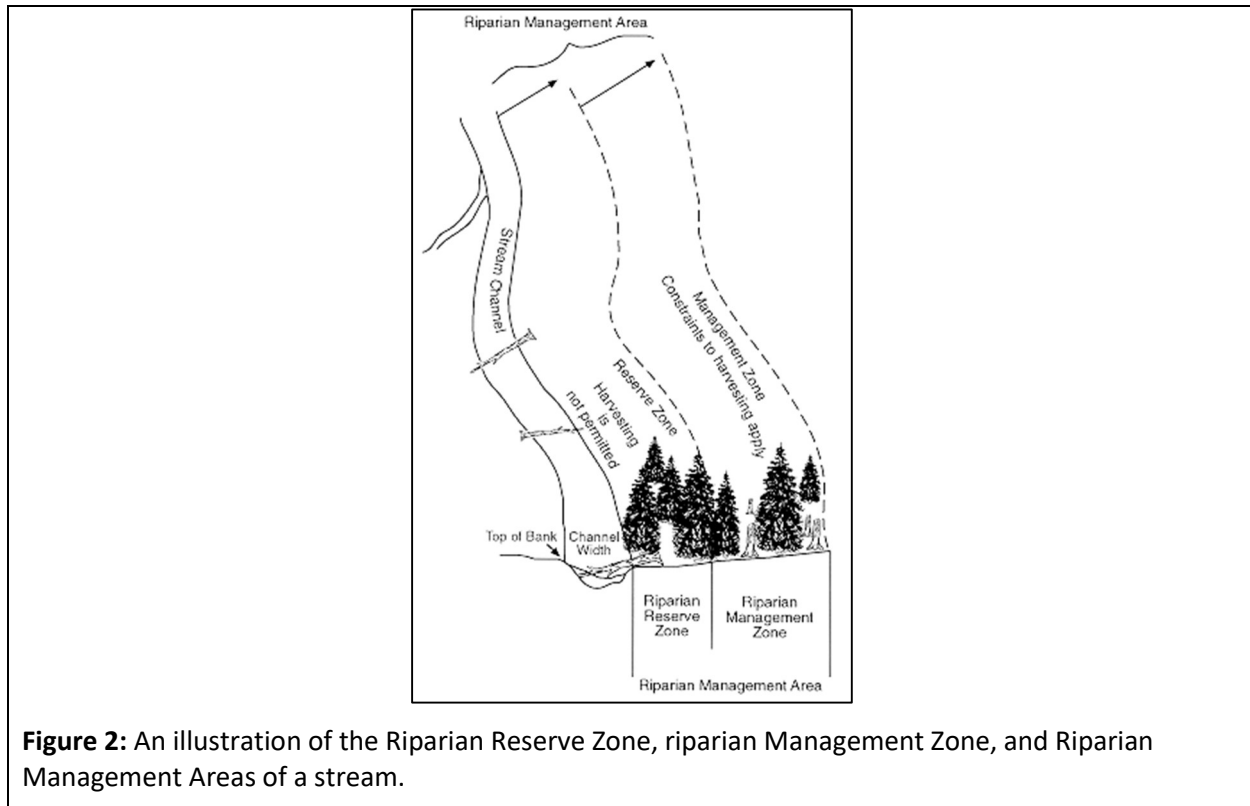 Riparian Management Area
Stream Channel
Reserve Zone
Harvesting
is
not permitted
Management Zone
Constraints to harvesting apply
Top of Bank
Channel
Width
Riparian
Reserve
Zone
Riparian
Management
Zone
Riparian Management Area
Figure 2: An illustration of the Riparian Reserve Zone, riparian Management Zone, and Riparian
Management Areas of a stream.